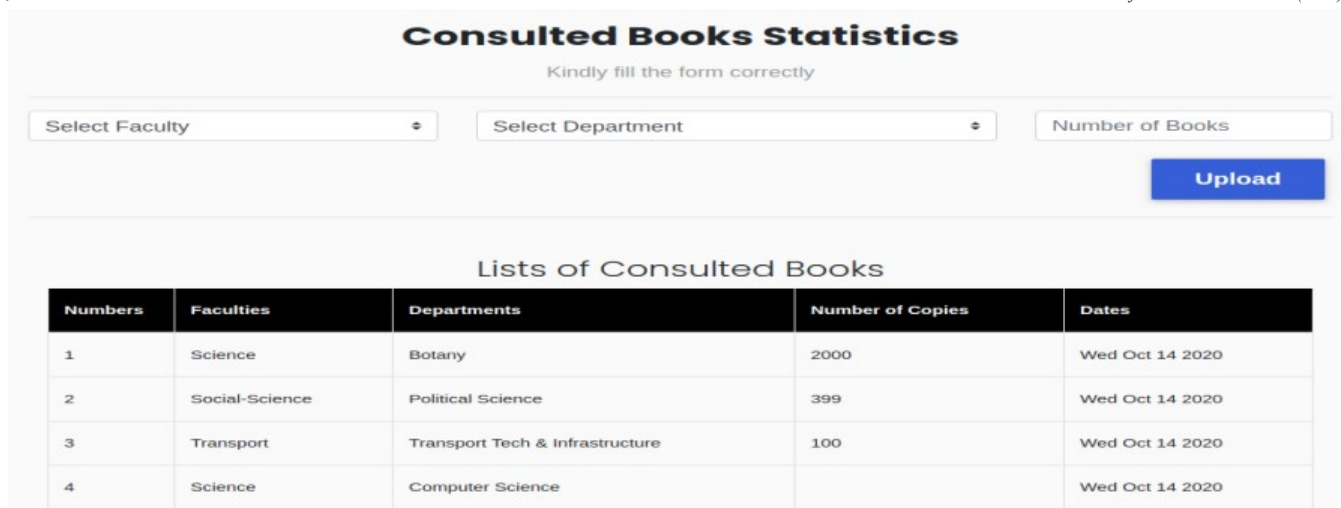 Consulted Books Statistics
Kindly fill the form correctly
Select Faculty Select Department Number of Books
Upload
Lists of Consulted Books
Numbers Faculties Departments Number of Copies Dates
1 Science Botany 2000 Wed Oct 14 2020
2 Social-Science Political Science 399 Wed Oct 14 2020
3 Transport Transport Tech & Infrastructure 100 Wed Oct 14 2020
4 Science Computer Science Wed Oct 14 2020